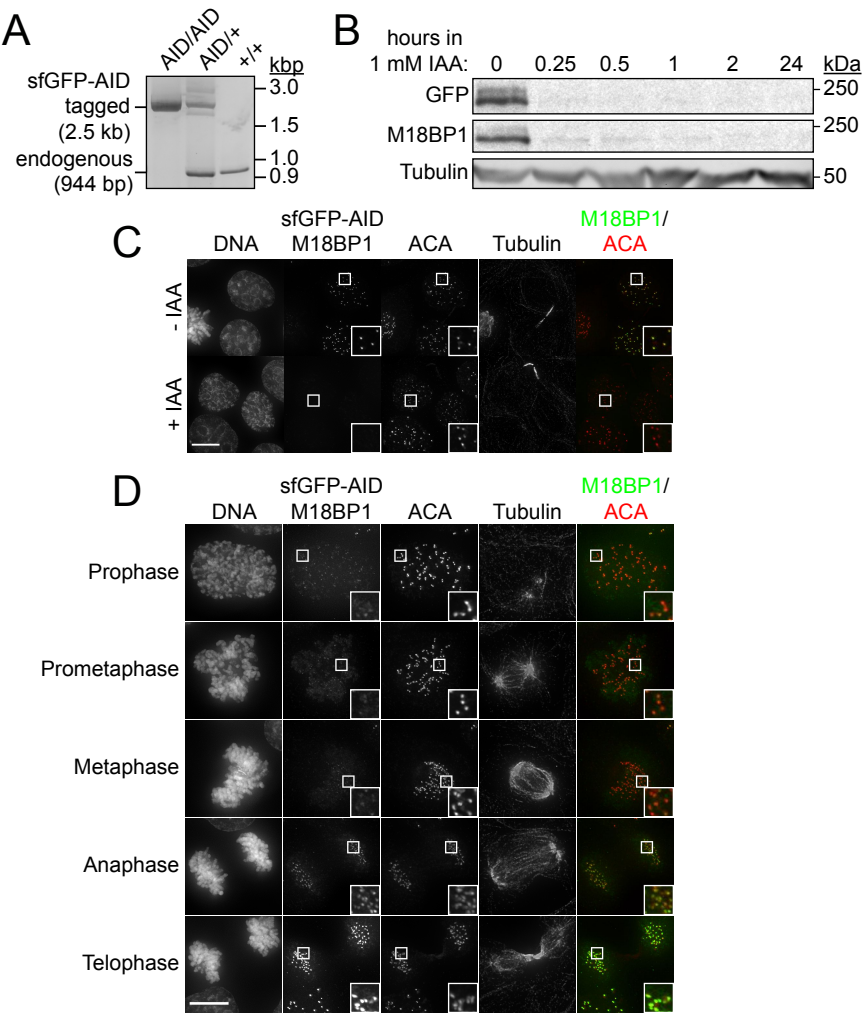 A
AID/AID
AID/+
+/+
kbp
sfGFP-AID
tagged
(2.5 kb)
endogenous
(944 bp)
3.0
1.5
1.0
0.9
B
hours in
1 mM IAA: 0 0.25 0.5 1 2 24 kDa
GFP 250
M18BP1 250
Tubulin 50
C
sfGFP-AID M18BP1/
DNA M18BP1 ACA Tubulin ACA
- IAA
+ IAA
D
sfGFP-AID M18BP1/
DNA M18BP1 ACA Tubulin ACA
Prophase
Prometaphase
Metaphase
Anaphase
Telophase